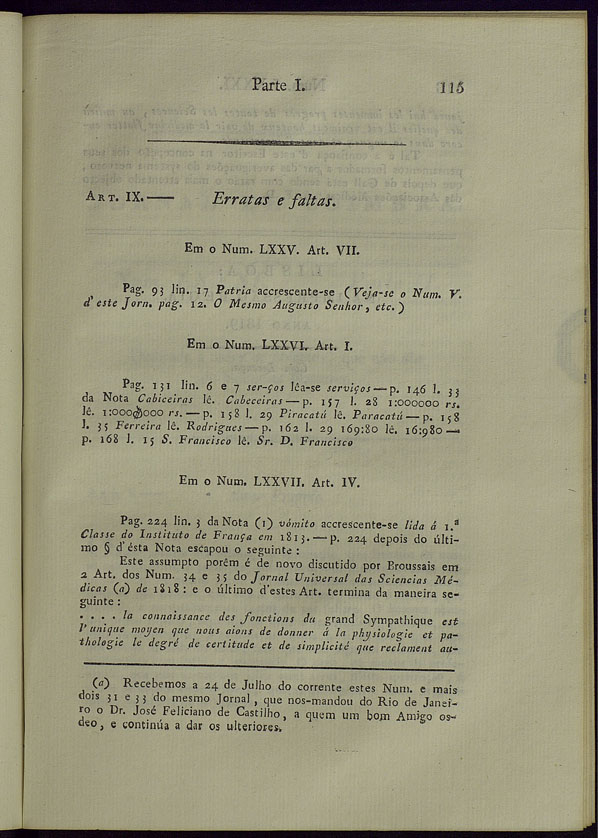 Parte I. 115
ART. IX.— Erratas e faltas.
Em o Num. LXXV. Art. VII.
Pag. 93 lin. 17 Patria accrescente-se (Veja-se o Num. V.
d'este Jorn. pag. 12. O Mesmo Augusto Senhor, etc.)
Em o Num. LXXVI. Art. I.
Pag. 131 lin. 6 e 7 ser-ços lêa-se serviços — p. 146 l. 33
da Nota Cabiceiras lê. Cabeceiras — p. 157 l. 28 1:000000 rs.
lê. 1:000$000 rs. — p. 158 l. 29 Piracatú lê. Paracatú — p. 158
l. 35 Ferreira lê. Rodrigues — p. 162 l. 29 169:80 lê. 16:980 —
p. 168 l. 15 S. Francisco lê. Sr. D. Francisco
Em o Num. LXXVII. Art. IV.
Pag. 224 lin. 3 da Nota (1) vómito accrescente-se lida á 1.ª
Classe do Instituto de França em 1813. — p. 224 depois do últi-
mo § d'ésta Nota escapou o seguinte :
Este assumpto porêm é de novo discutido por Broussais em
2 Art. dos Num. 34 e 35 do Jornal Universal das Sciencias Mé-
dicas (a) de 1818 : e o último d'estes Art. termina da maneira se-
guinte :
. . . . la connaissance des fonctions du grand Sympathique est
l'unique moyen que nous aions de donner á la physiologie et pa-
thologie le degré de certitude et de simplicité que reclament au-
(a) Recebemos a 24 de Julho do corrente estes Num. e mais
dois 31 e 33 do mesmo Jornal, que nos-mandou do Rio de Janei-
ro o Dr. José Feliciano de Castilho, a quem um bom Amigo os-
deo, e continúa a dar os ulteriores.